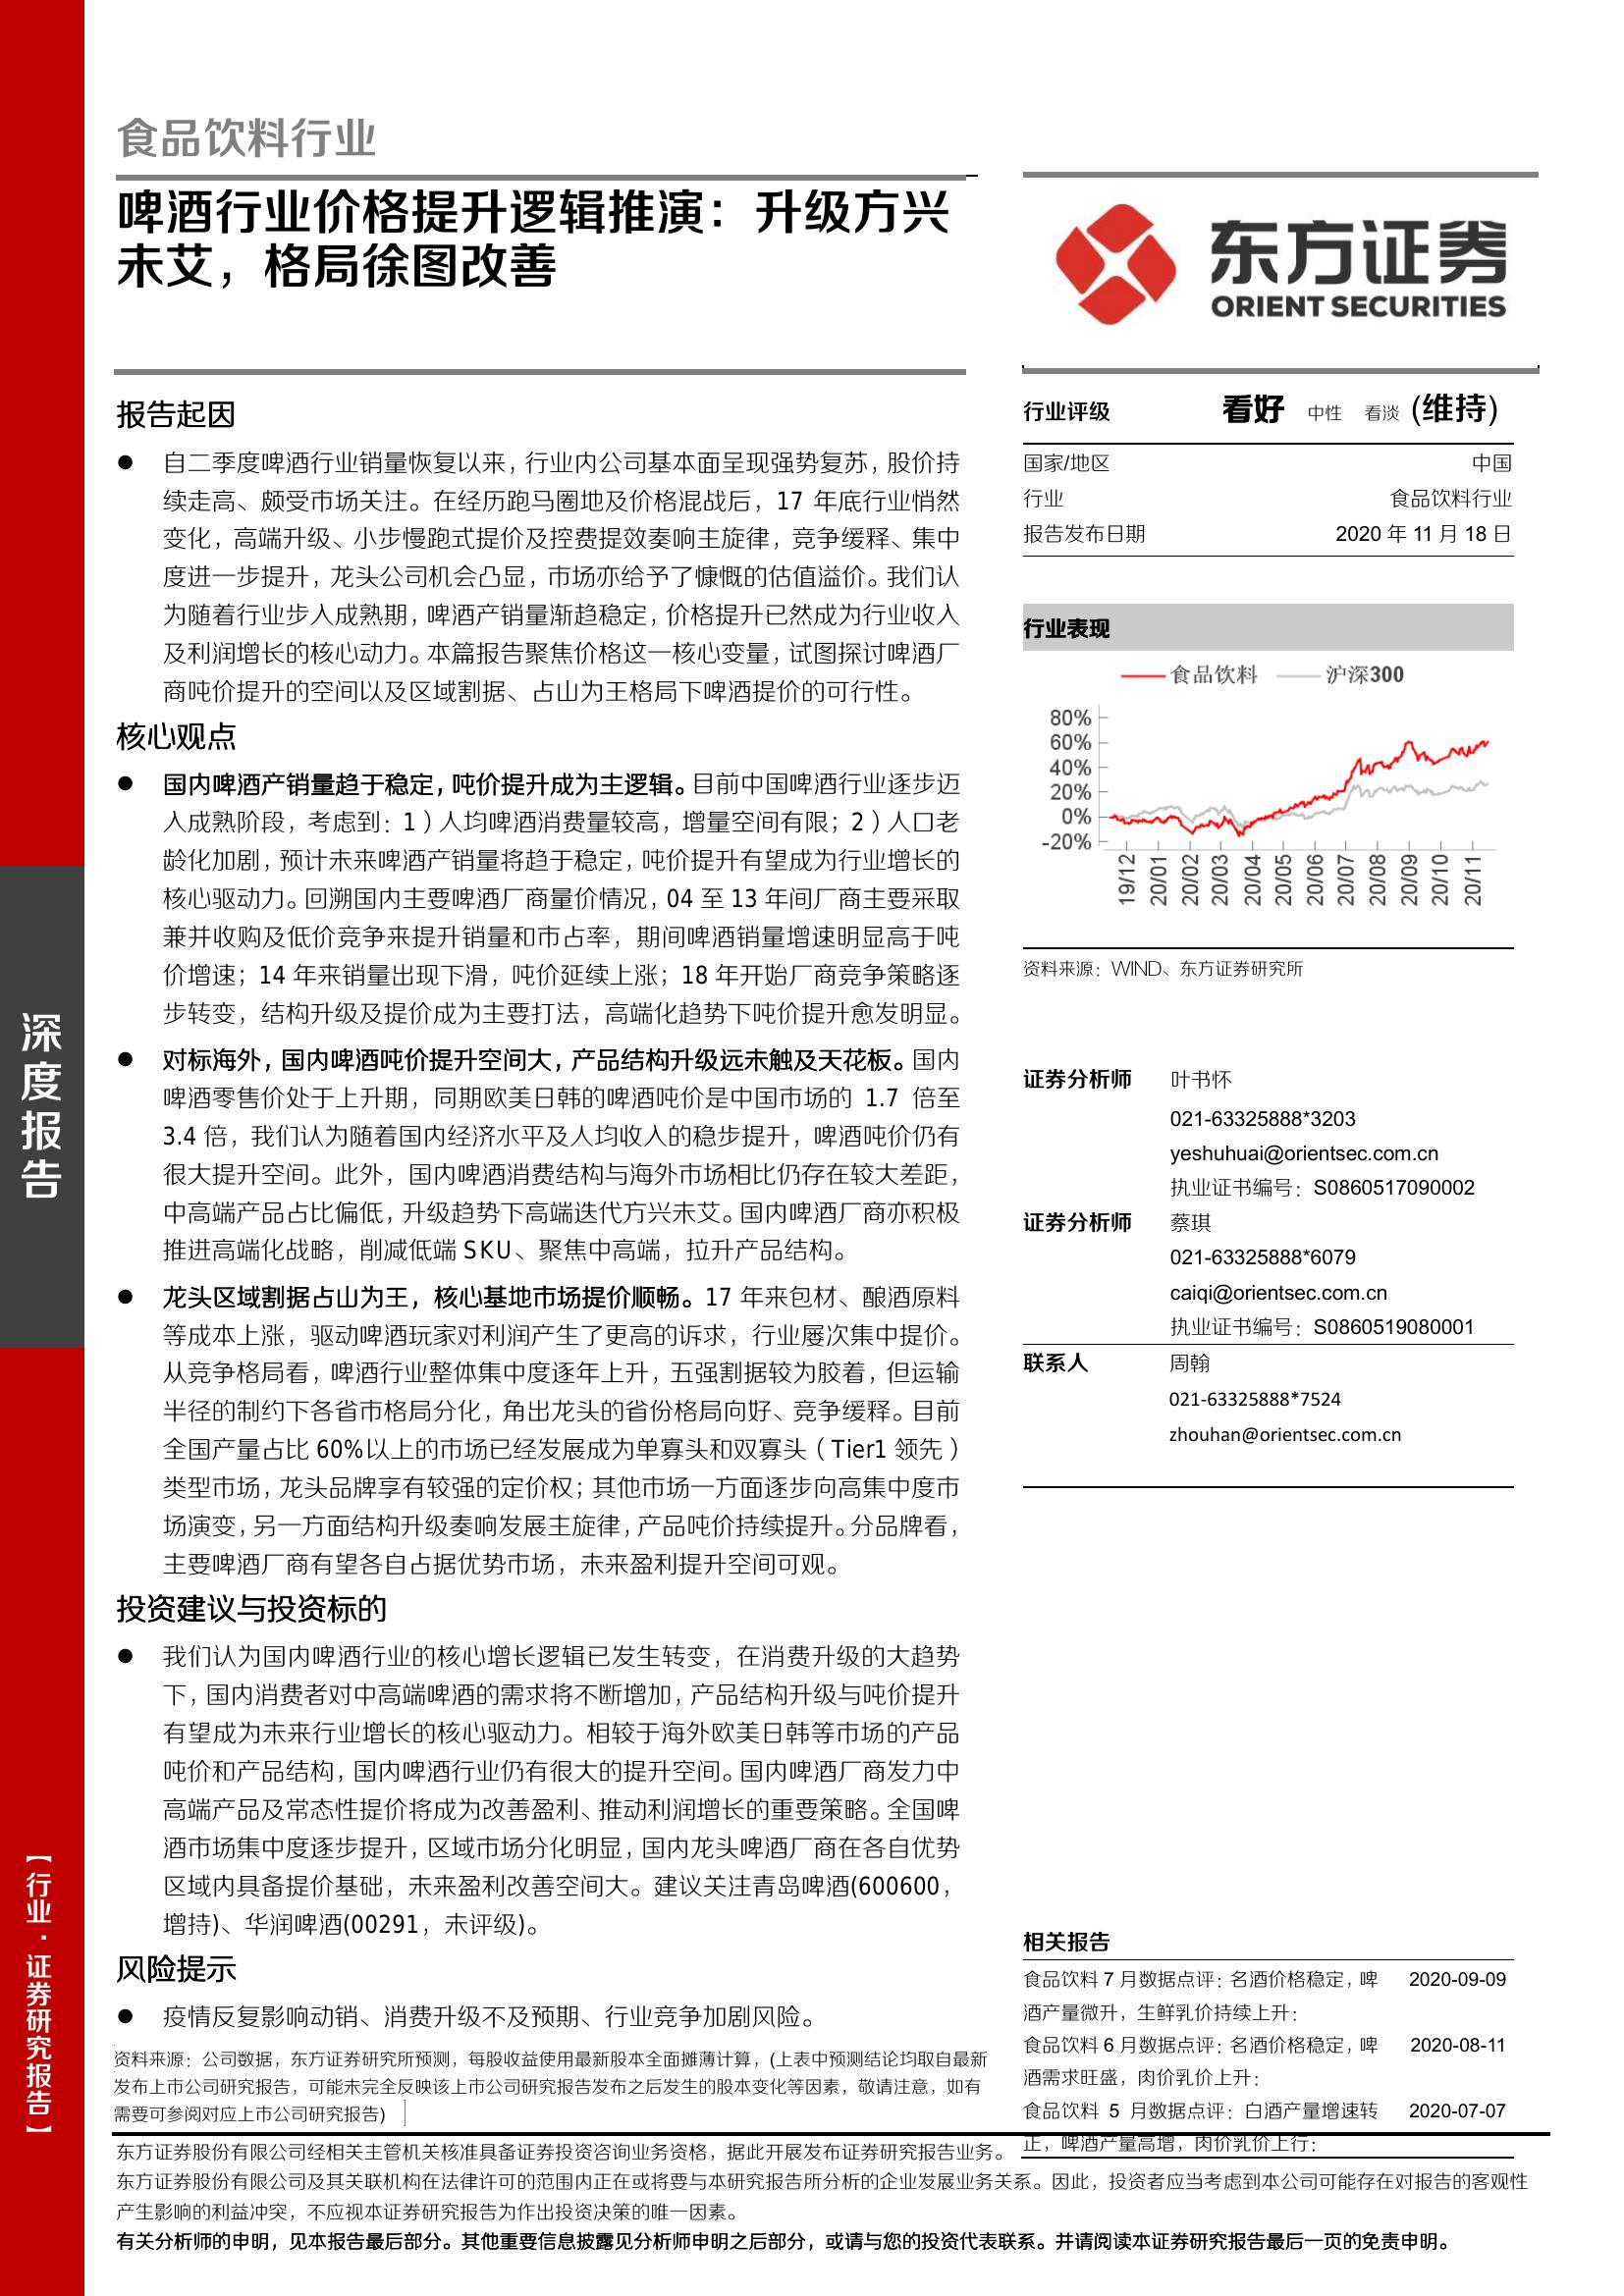 食品饮料行业
啤酒行业价格提升逻辑推演：升级方兴
未艾，格局徐图改善
报告起因
● 自二季度啤酒行业销量恢复以来，行业内公司基本面呈现强势复苏，股价持
续走高、颇受市场关注。在经历跑马圈地及价格混战后，17 年底行业悄然
变化，高端升级、小步慢跑式提价及控费提效奏响主旋律，竞争缓释、集中
度进一步提升，龙头公司机会凸显，市场亦给予了慷慨的估值溢价。我们认
为随着行业步入成熟期，啤酒产销量渐趋稳定，价格提升已然成为行业收入
及利润增长的核心动力。本篇报告聚焦价格这一核心变量，试图探讨啤酒厂
商吨价提升的空间以及区域割据、占山为王格局下啤酒提价的可行性。
核心观点
● 国内啤酒产销量趋于稳定，吨价提升成为主逻辑。目前中国啤酒行业逐步迈
入成熟阶段，考虑到：1）人均啤酒消费量较高，增量空间有限；2）人口老
龄化加剧，预计未来啤酒产销量将趋于稳定，吨价提升有望成为行业增长的
核心驱动力。回溯国内主要啤酒厂商量价情况，04 至 13 年间厂商主要采取
兼并收购及低价竞争来提升销量和市占率，期间啤酒销量增速明显高于吨
价增速；14 年来销量出现下滑，吨价延续上涨；18 年开始厂商竞争策略逐
步转变，结构升级及提价成为主要打法，高端化趋势下吨价提升愈发明显。
● 对标海外，国内啤酒吨价提升空间大，产品结构升级远未触及天花板。国内
啤酒零售价处于上升期，同期欧美日韩的啤酒吨价是中国市场的 1.7 倍至
3.4 倍，我们认为随着国内经济水平及人均收入的稳步提升，啤酒吨价仍有
很大提升空间。此外，国内啤酒消费结构与海外市场相比仍存在较大差距，
中高端产品占比偏低，升级趋势下高端迭代方兴未艾。国内啤酒厂商亦积极
推进高端化战略，削减低端 SKU、聚焦中高端，拉升产品结构。
● 龙头区域割据占山为王，核心基地市场提价顺畅。17 年来包材、酿酒原料
等成本上涨，驱动啤酒玩家对利润产生了更高的诉求，行业屡次集中提价。
从竞争格局看，啤酒行业整体集中度逐年上升，五强割据较为胶着，但运输
半径的制约下各省市格局分化，角出龙头的省份格局向好、竞争缓释。目前
全国产量占比 60%以上的市场已经发展成为单寡头和双寡头（Tier1 领先）
类型市场，龙头品牌享有较强的定价权；其他市场一方面逐步向高集中度市
场演变，另一方面结构升级奏响发展主旋律，产品吨价持续提升。分品牌看，
主要啤酒厂商有望各自占据优势市场，未来盈利提升空间可观。
投资建议与投资标的
● 我们认为国内啤酒行业的核心增长逻辑已发生转变，在消费升级的大趋势
下，国内消费者对中高端啤酒的需求将不断增加，产品结构升级与吨价提升
有望成为未来行业增长的核心驱动力。相较于海外欧美日韩等市场的产品
吨价和产品结构，国内啤酒行业仍有很大的提升空间。国内啤酒厂商发力中
高端产品及常态性提价将成为改善盈利、推动利润增长的重要策略。全国啤
酒市场集中度逐步提升，区域市场分化明显，国内龙头啤酒厂商在各自优势
区域内具备提价基础，未来盈利改善空间大。建议关注青岛啤酒(600600，
增持)、华润啤酒(00291，未评级)。
风险提示
● 疫情反复影响动销、消费升级不及预期、行业竞争加剧风险。
资料来源：公司数据，东方证券研究所预测，每股收益使用最新股本全面摊薄计算，(上表中预测结论均取自最新
发布上市公司研究报告，可能未完全反映该上市公司研究报告发布之后发生的股本变化等因素，敬请注意，如有
需要可参阅对应上市公司研究报告)
东方证券
ORIENT SECURITIES
行业评级 看好 中性 看淡 (维持)
国家/地区 中国
行业 食品饮料行业
报告发布日期 2020 年 11 月 18 日
行业表现
食品饮料 沪深300
80%
60%
40%
20%
0%
-20%
19/12 20/01 20/02 20/03 20/04 20/05 20/06 20/07 20/08 20/09 20/10 20/11
资料来源：WIND、东方证券研究所
证券分析师 叶书怀
021-63325888*3203
yeshuhuai@orientsec.com.cn
执业证书编号：S0860517090002
证券分析师 蔡琪
021-63325888*6079
caiqi@orientsec.com.cn
执业证书编号：S0860519080001
联系人 周翰
021-63325888*7524
zhouhan@orientsec.com.cn
相关报告
食品饮料 7 月数据点评：名酒价格稳定，啤 2020-09-09
酒产量微升，生鲜乳价持续上升：
食品饮料 6 月数据点评：名酒价格稳定，啤 2020-08-11
酒需求旺盛，肉价乳价上升：
食品饮料 5 月数据点评：白酒产量增速转 2020-07-07
正，啤酒产量高增，肉价乳价上行：
深度报告
【行业·证券研究报告】
东方证券股份有限公司经相关主管机关核准具备证券投资咨询业务资格，据此开展发布证券研究报告业务。
东方证券股份有限公司及其关联机构在法律许可的范围内正在或将要与本研究报告所分析的企业发展业务关系。因此，投资者应当考虑到本公司可能存在对报告的客观性
产生影响的利益冲突，不应视本证券研究报告为作出投资决策的唯一因素。
有关分析师的申明，见本报告最后部分。其他重要信息披露见分析师申明之后部分，或请与您的投资代表联系。并请阅读本证券研究报告最后一页的免责申明。